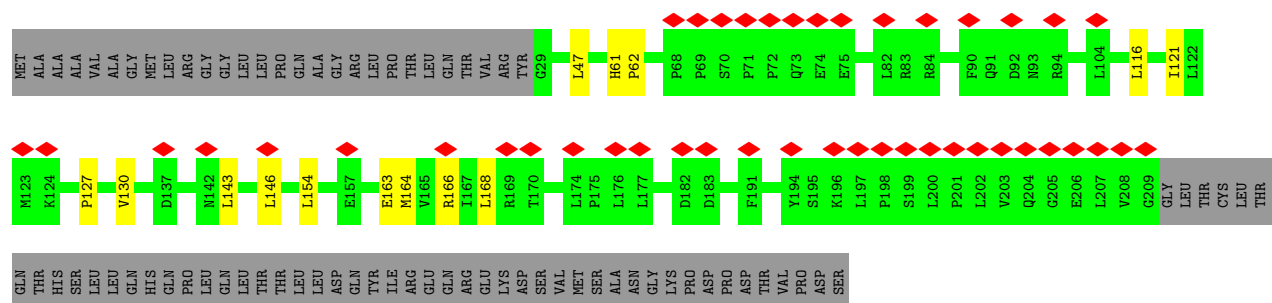 MET ALA ALA ALA VAL ALA GLY MET LEU ARG GLY GLY LEU LEU PRO GLN ALA GLY ARG LEU PRO THR LEU GLN THR VAL ARG TYR G29 L47 H61 P62 P68 P69 S70 P71 P72 Q73 E74 E75 L82 R83 R84 F90 Q91 D92 N93 R94 L104 L116 I121 L122
M123 K124 P127 V130 D137 N142 L143 L146 L154 E157 E163 M164 V165 R166 I167 L168 R169 T170 L174 P175 L176 L177 D182 D183 F191 Y194 S195 K196 L197 P198 S199 L200 P201 L202 V203 Q204 G205 E206 L207 V208 G209 GLY LEU THR CYS LEU THR
GLN THR HIS SER LEU LEU GLN HIS GLN PRO LEU GLN LEU THR THR LEU LEU ASP GLN TYR ILE ARG GLU GLN ARG GLU LYS ASP SER VAL MET SER ALA ASN GLY LYS PRO ASP PRO ASP THR VAL PRO ASP SER